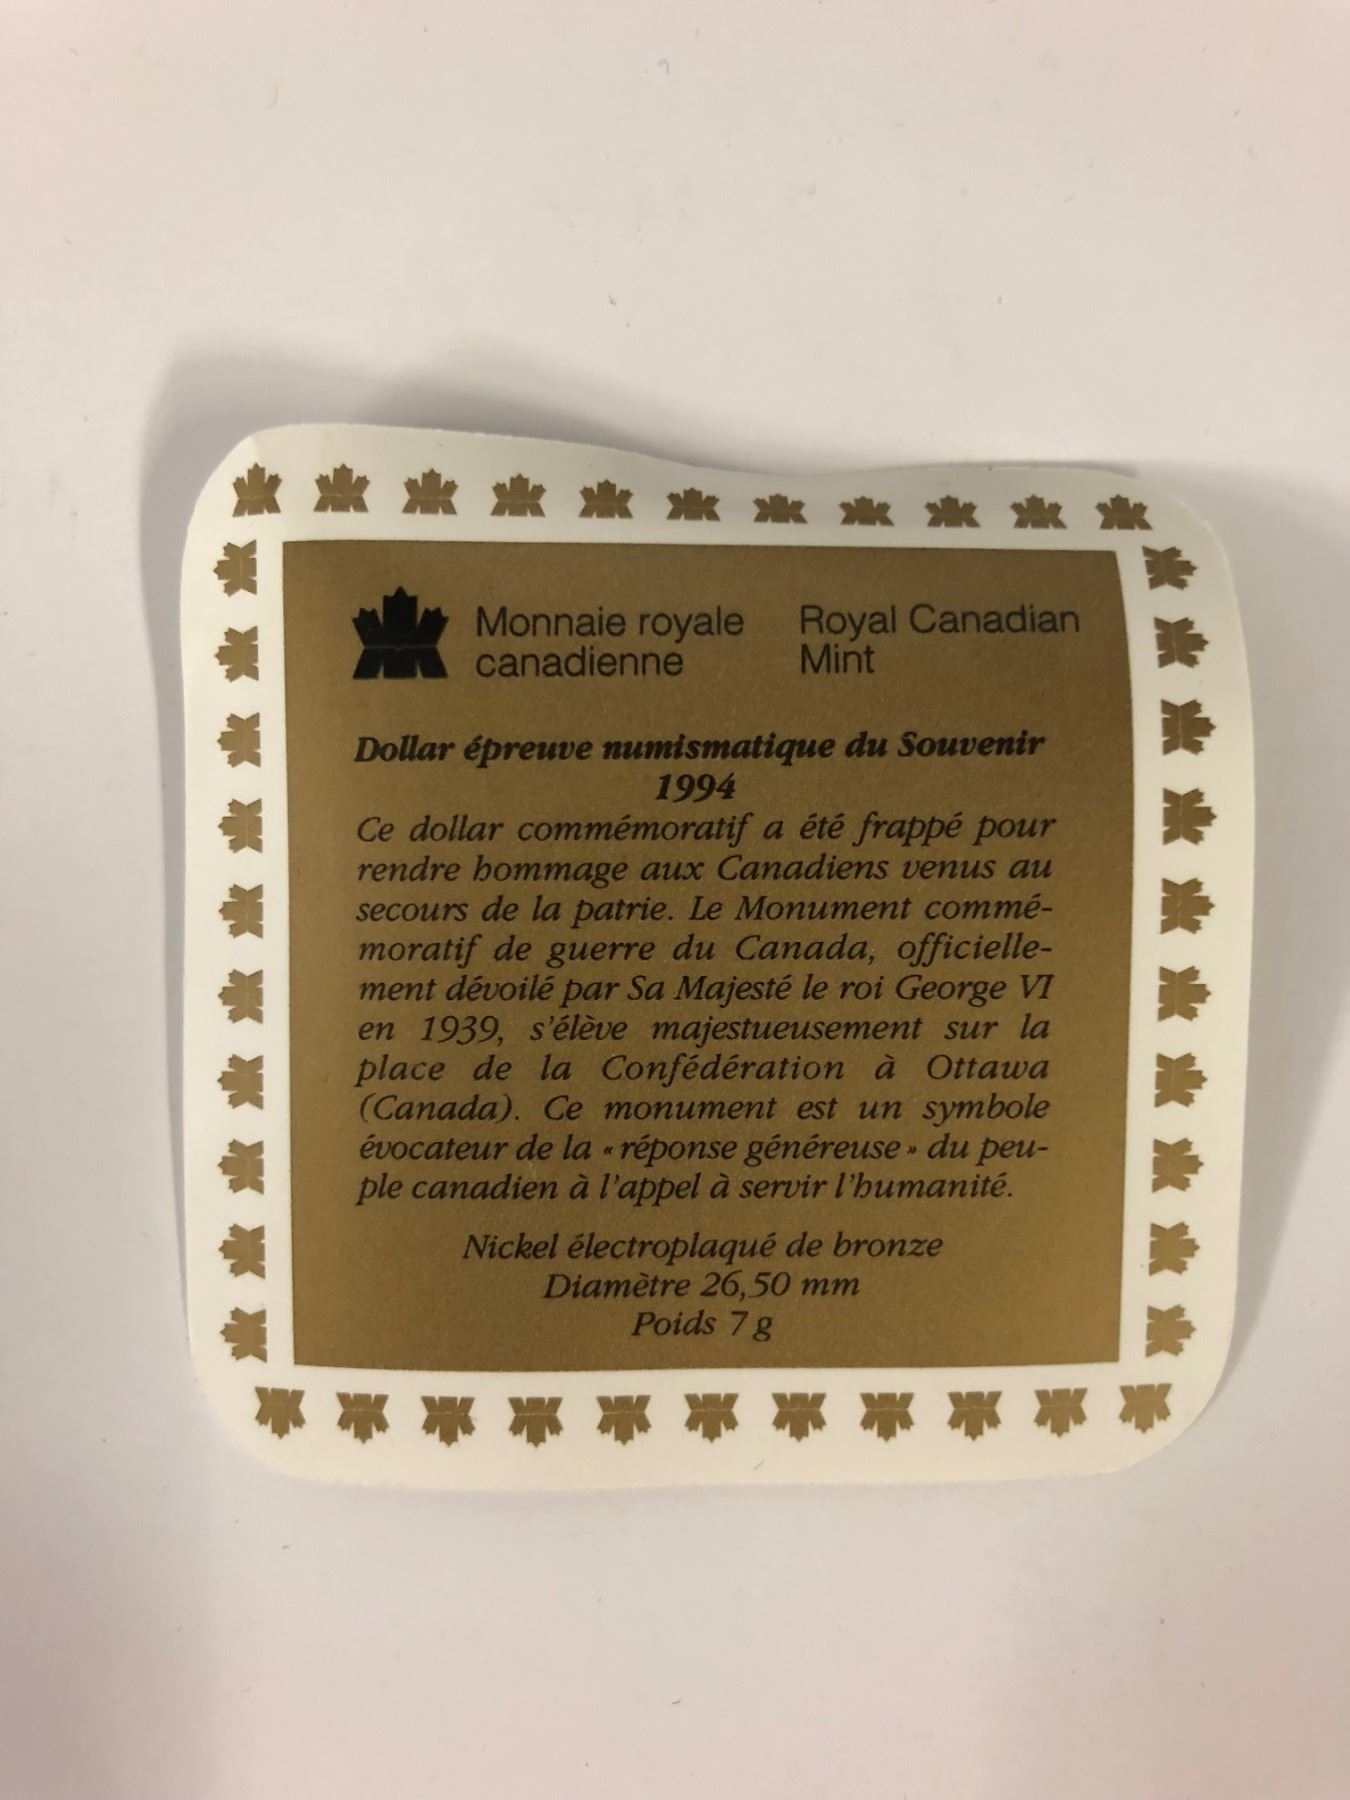 Monnaie royale canadienne
Royal Canadian Mint
Dollar épreuve numismatique du Souvenir
1994
Ce dollar commémoratif a été frappé pour
rendre hommage aux Canadiens venus au
secours de la patrie. Le Monument commé-
moratif de guerre du Canada, officielle-
ment dévoilé par Sa Majesté le roi George VI
en 1939, s'élève majestueusement sur la
place de la Confédération à Ottawa
(Canada). Ce monument est un symbole
évocateur de la « réponse généreuse » du peu-
ple canadien à l'appel à servir l'humanité.
Nickel électroplaqué de bronze
Diamètre 26,50 mm
Poids 7 g